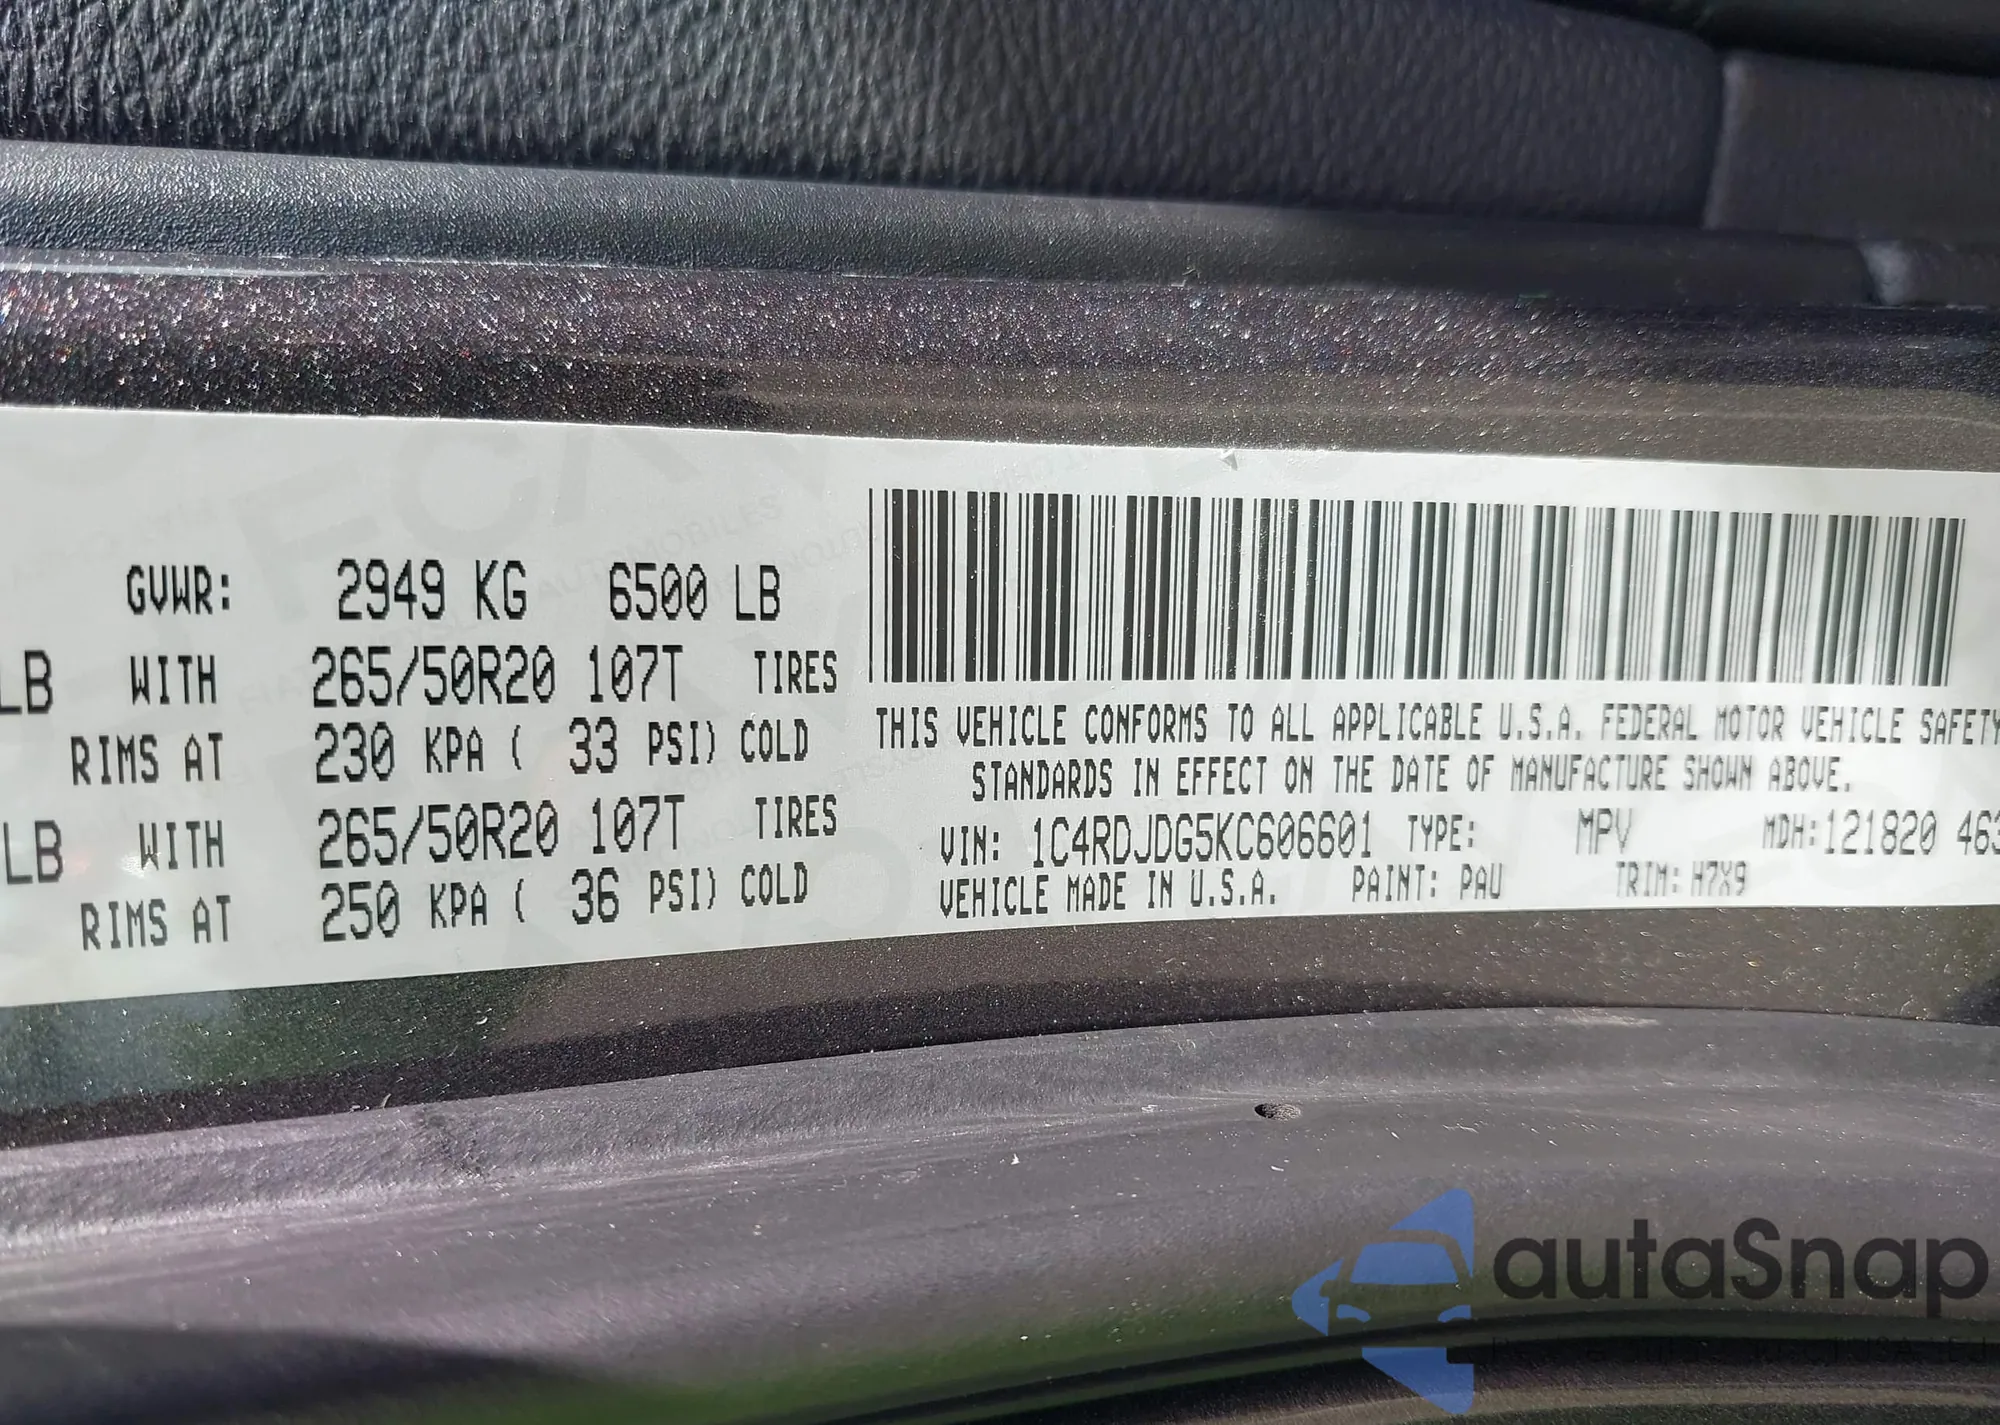 GVWR: 2949 KG 6500 LB
LB WITH 265/50R20 107T TIRES
RIMS AT 230 KPA ( 33 PSI) COLD
LB WITH 265/50R20 107T TIRES
RIMS AT 250 KPA ( 36 PSI) COLD
THIS VEHICLE CONFORMS TO ALL APPLICABLE U.S.A. FEDERAL MOTOR VEHICLE SAFETY
STANDARDS IN EFFECT ON THE DATE OF MANUFACTURE SHOWN ABOVE.
VIN: 1C4RDJDG5KC606601 TYPE: MPV MDH: 121820 463
VEHICLE MADE IN U.S.A. PAINT: PAU TRIM: H7X9
autaSnap